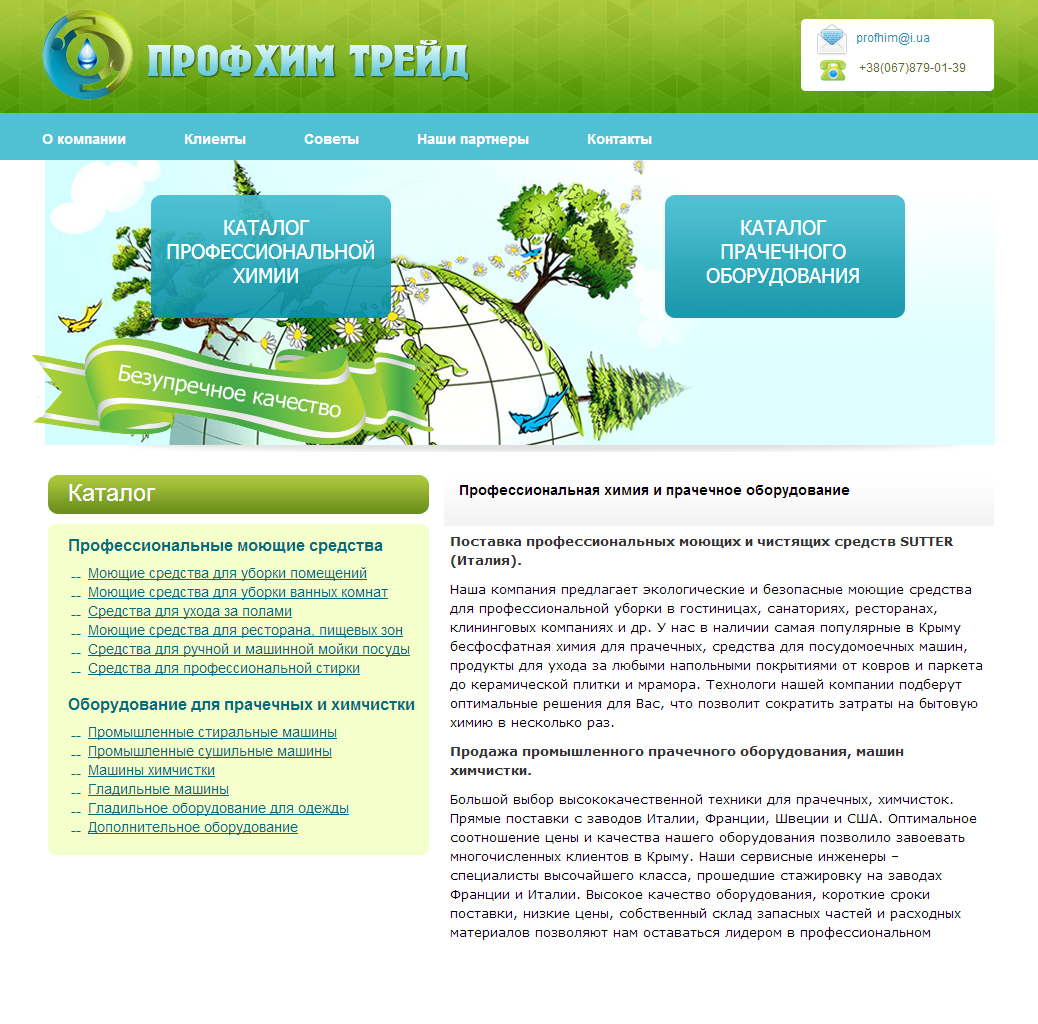 ПРОФХИМ ТРЕЙД
profhim@i.ua
+38(067)879-01-39
О компании Клиенты Советы Наши партнеры Контакты
КАТАЛОГ
ПРОФЕССИОНАЛЬНОЙ
ХИМИИ
КАТАЛОГ
ПРАЧЕЧНОГО
ОБОРУДОВАНИЯ
Безупречное качество
Каталог
Профессиональные моющие средства
Моющие средства для уборки помещений
Моющие средства для уборки ванных комнат
Средства для ухода за полами
Моющие средства для ресторана, пищевых зон
Средства для ручной и машинной мойки посуды
Средства для профессиональной стирки
Оборудование для прачечных и химчистки
Промышленные стиральные машины
Промышленные сушильные машины
Машины химчистки
Гладильные машины
Гладильное оборудование для одежды
Дополнительное оборудование
Профессиональная химия и прачечное оборудование
Поставка профессиональных моющих и чистящих средств SUTTER
(Италия).
Наша компания предлагает экологические и безопасные моющие средства
для профессиональной уборки в гостиницах, санаториях, ресторанах,
клининговых компаниях и др. У нас в наличии самая популярные в Крыму
бесфосфатная химия для прачечных, средства для посудомоечных машин,
продукты для ухода за любыми напольными покрытиями от ковров и паркета
до керамической плитки и мрамора. Технологи нашей компании подберут
оптимальные решения для Вас, что позволит сократить затраты на бытовую
химию в несколько раз.
Продажа промышленного прачечного оборудования, машин
химчистки.
Большой выбор высококачественной техники для прачечных, химчисток.
Прямые поставки с заводов Италии, Франции, Швеции и США. Оптимальное
соотношение цены и качества нашего оборудования позволило завоевать
многочисленных клиентов в Крыму. Наши сервисные инженеры –
специалисты высочайшего класса, прошедшие стажировку на заводах
Франции и Италии. Высокое качество оборудования, короткие сроки
поставки, низкие цены, собственный склад запасных частей и расходных
материалов позволяют нам оставаться лидером в профессиональном